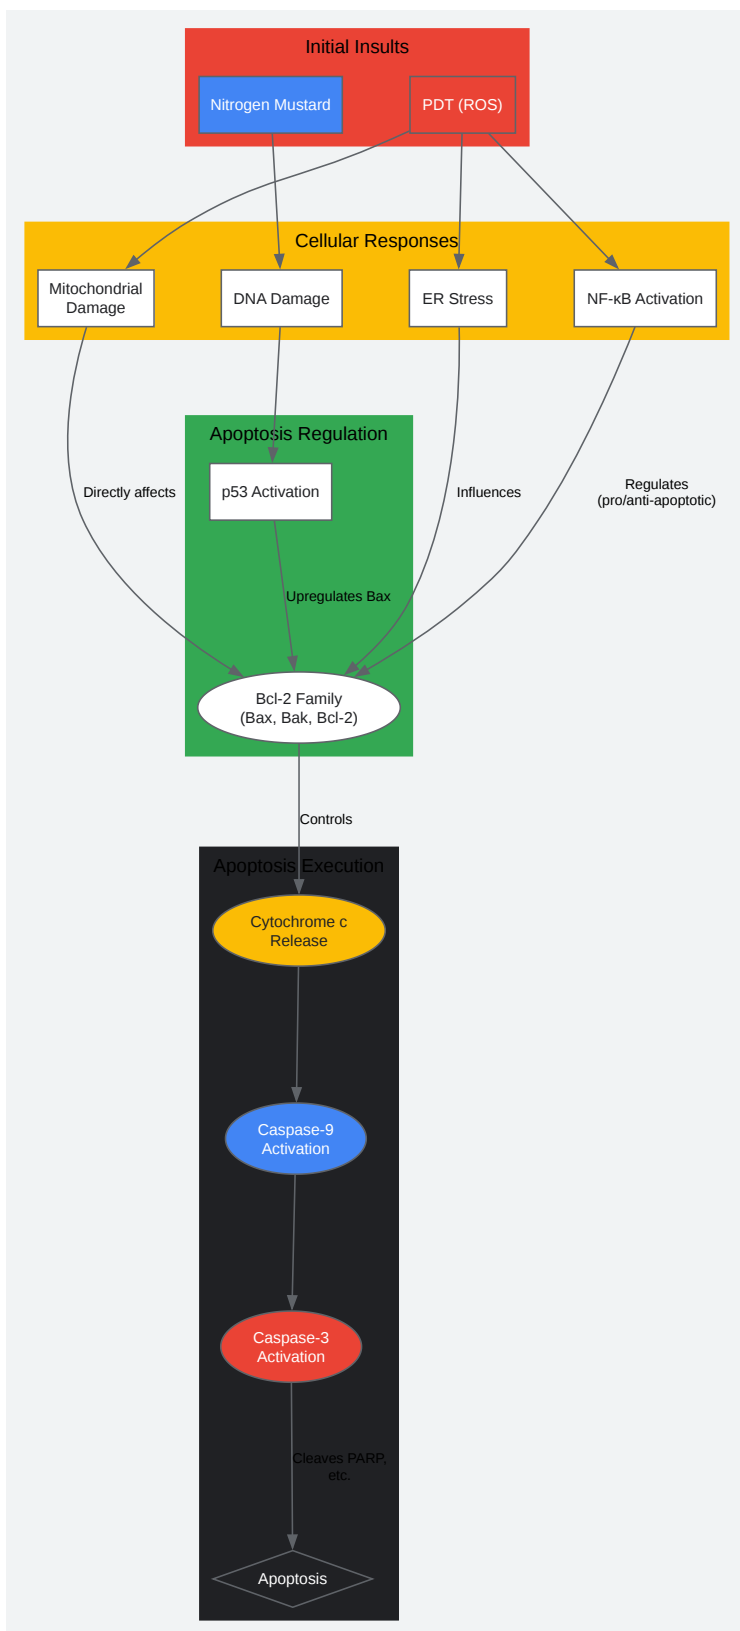 Initial Insults
Nitrogen Mustard
PDT (ROS)
Cellular Responses
Mitochondrial
Damage
DNA Damage
ER Stress
NF-κB Activation
Apoptosis Regulation
p53 Activation
Directly affects
Influences
Regulates
(pro/anti-apoptotic)
Upregulates Bax
Bcl-2 Family
(Bax, Bak, Bcl-2)
Controls
Apoptosis Execution
Cytochrome c
Release
Caspase-9
Activation
Caspase-3
Activation
Cleaves PARP,
etc.
Apoptosis